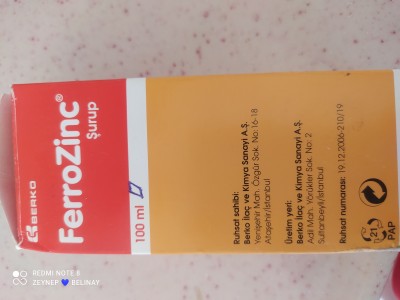 BERKO
FerroZinc®
Şurup
100 ml
Ruhsat sahibi:
Berko İlaç ve Kimya Sanayi A.Ş.
Yenişehir Mah. Özgür Sok. No:16-18
Ataşehir/İstanbul
Üretim yeri:
Berko İlaç ve Kimya Sanayi A.Ş.
Adil Mah. Yörükler Sok. No: 2
Sultanbeyli/İstanbul
Ruhsat numarası: 19.12.2006-210/19
21
PAP
REDMI NOTE 8
ZEYNEP 💙 BELINAY